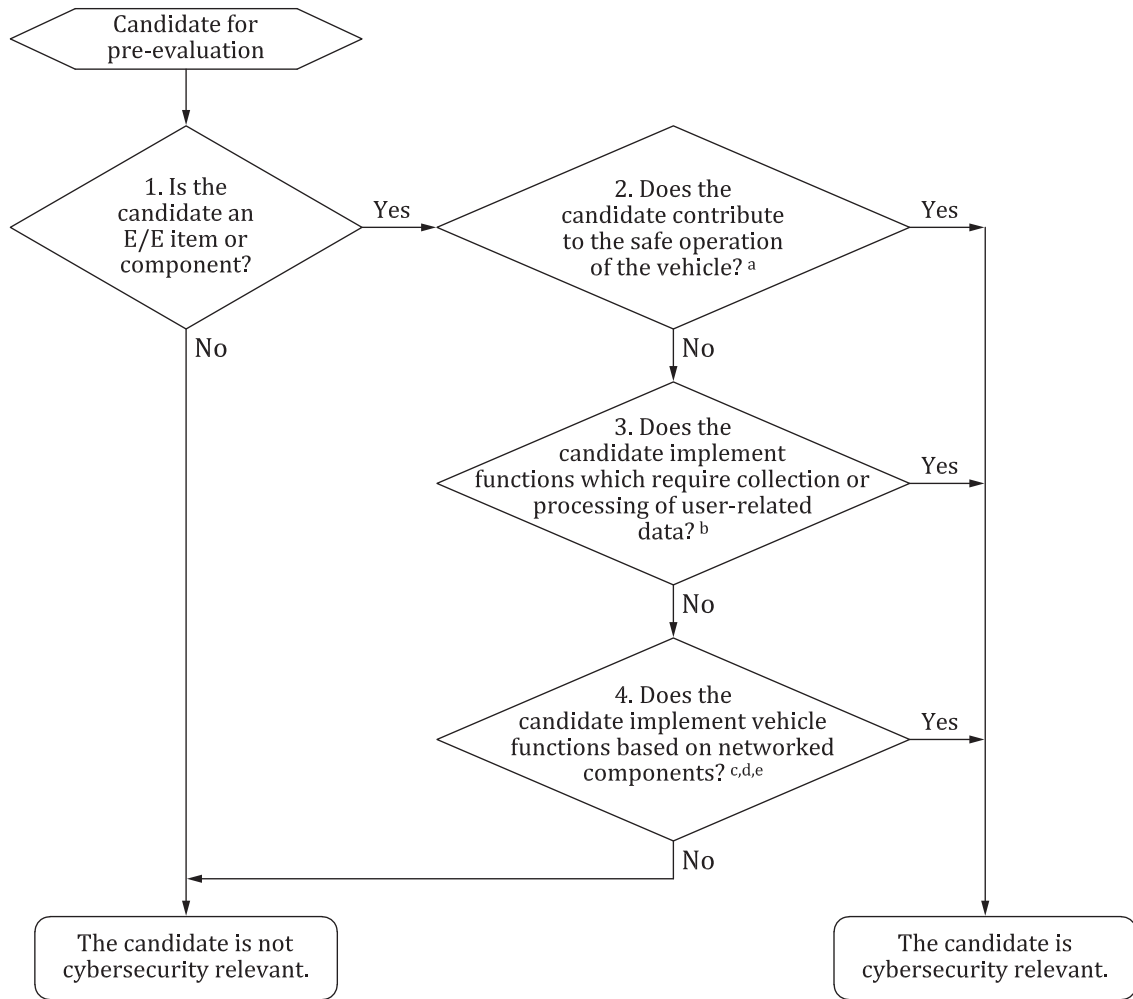 Candidate for
pre-evaluation
1. Is the
candidate an
E/E item or
component?
Yes
2. Does the
candidate contribute
to the safe operation
of the vehicle? a
Yes
No
No
3. Does the
candidate implement
functions which require collection or
processing of user-related
data? b
Yes
No
4. Does the
candidate implement vehicle
functions based on networked
components? c,d,e
Yes
No
The candidate is not
cybersecurity relevant.
The candidate is
cybersecurity relevant.